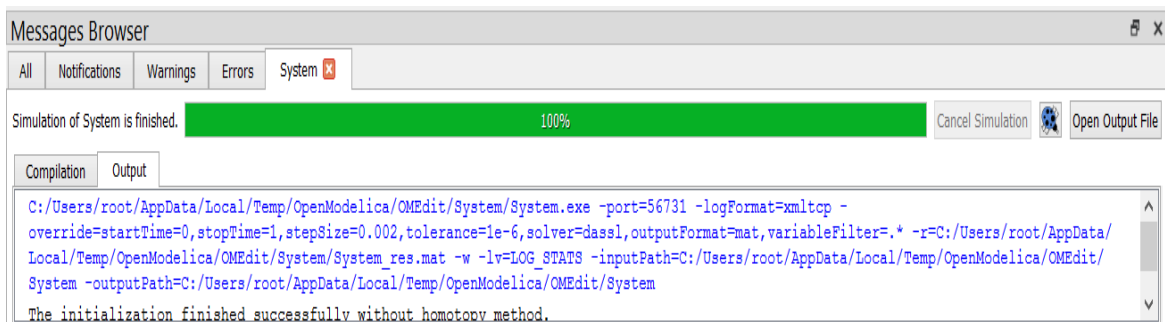 Messages Browser
All Notifications Warnings Errors System
Simulation of System is finished. 100% Cancel Simulation Open Output File
Compilation Output
C:/Users/root/AppData/Local/Temp/OpenModelica/OMEdit/System/System.exe -port=56731 -logFormat=xmltcp -
override=startTime=0,stopTime=1,stepSize=0.002,tolerance=1e-6,solver=dassl,outputFormat=mat,variableFilter=.* -r=C:/Users/root/AppData/
Local/Temp/OpenModelica/OMEdit/System/System_res.mat -w -lv=LOG_STATS -inputPath=C:/Users/root/AppData/Local/Temp/OpenModelica/OMEdit/
System -outputPath=C:/Users/root/AppData/Local/Temp/OpenModelica/OMEdit/System
The initialization finished successfully without homotopy method.